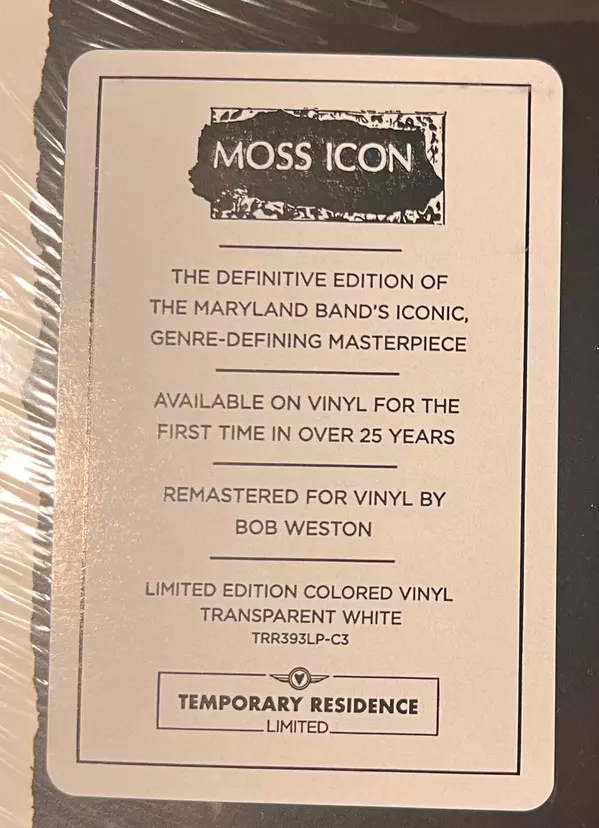 MOSS ICON
THE DEFINITIVE EDITION OF
THE MARYLAND BAND'S ICONIC,
GENRE-DEFINING MASTERPIECE
AVAILABLE ON VINYL FOR THE
FIRST TIME IN OVER 25 YEARS
REMASTERED FOR VINYL BY
BOB WESTON
LIMITED EDITION COLORED VINYL
TRANSPARENT WHITE
TRR393LP-C3
TEMPORARY RESIDENCE
LIMITED